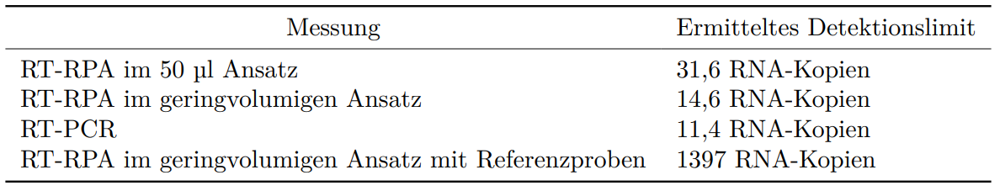 Messung Ermitteltes Detektionslimit
RT-RPA im 50 µl Ansatz 31,6 RNA-Kopien
RT-RPA im geringvolumigen Ansatz 14,6 RNA-Kopien
RT-PCR 11,4 RNA-Kopien
RT-RPA im geringvolumigen Ansatz mit Referenzproben 1397 RNA-Kopien